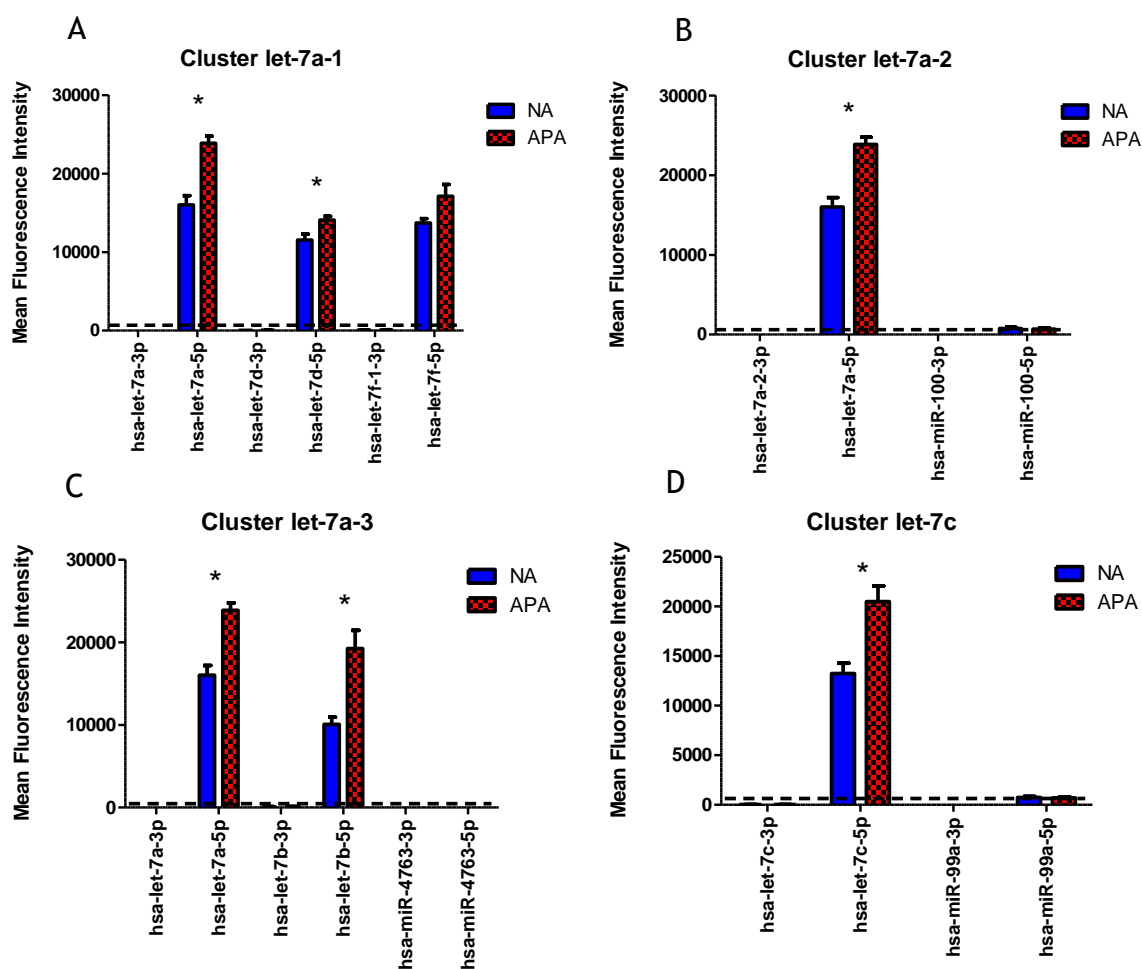 A
Cluster let-7a-1
Mean Fluorescence Intensity
30000
20000
10000
0
*
*
NA
APA
hsa-let-7a-3p
hsa-let-7a-5p
hsa-let-7d-3p
hsa-let-7d-5p
hsa-let-7f-1-3p
hsa-let-7f-5p
B
Cluster let-7a-2
Mean Fluorescence Intensity
30000
20000
10000
0
*
NA
APA
hsa-let-7a-2-3p
hsa-let-7a-5p
hsa-miR-100-3p
hsa-miR-100-5p
C
Cluster let-7a-3
Mean Fluorescence Intensity
30000
20000
10000
0
*
*
NA
APA
hsa-let-7a-3p
hsa-let-7a-5p
hsa-let-7b-3p
hsa-let-7b-5p
hsa-miR-4763-3p
hsa-miR-4763-5p
D
Cluster let-7c
Mean Fluorescence Intensity
25000
20000
15000
10000
5000
0
*
NA
APA
hsa-let-7c-3p
hsa-let-7c-5p
hsa-miR-99a-3p
hsa-miR-99a-5p